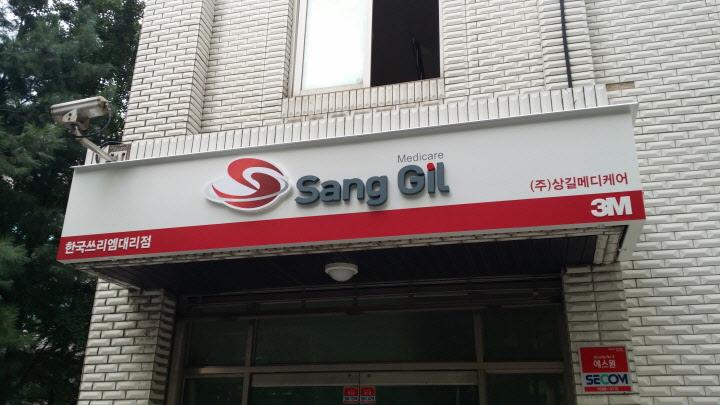 Medicare
Sang Gil
(주)상길메디케어
한국쓰리엠대리점
3M
에스원
SECOM